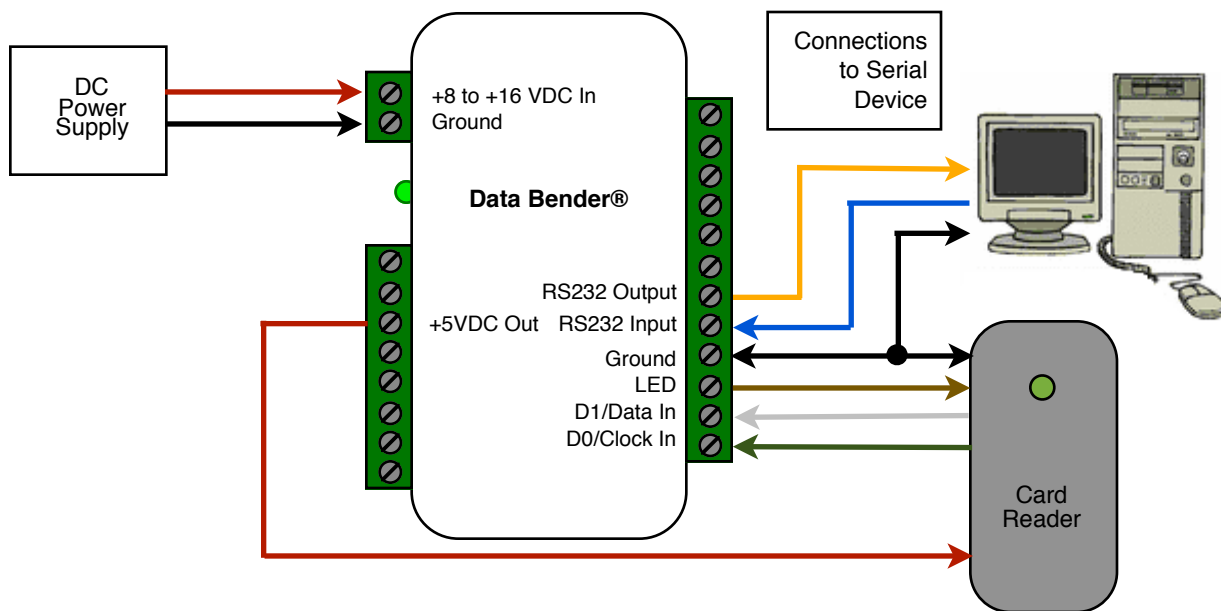 DC
Power
Supply
+8 to +16 VDC In
Ground
Data Bender®
Connections
to Serial
Device
RS232 Output
+5VDC Out
RS232 Input
Ground
LED
D1/Data In
D0/Clock In
Card
Reader